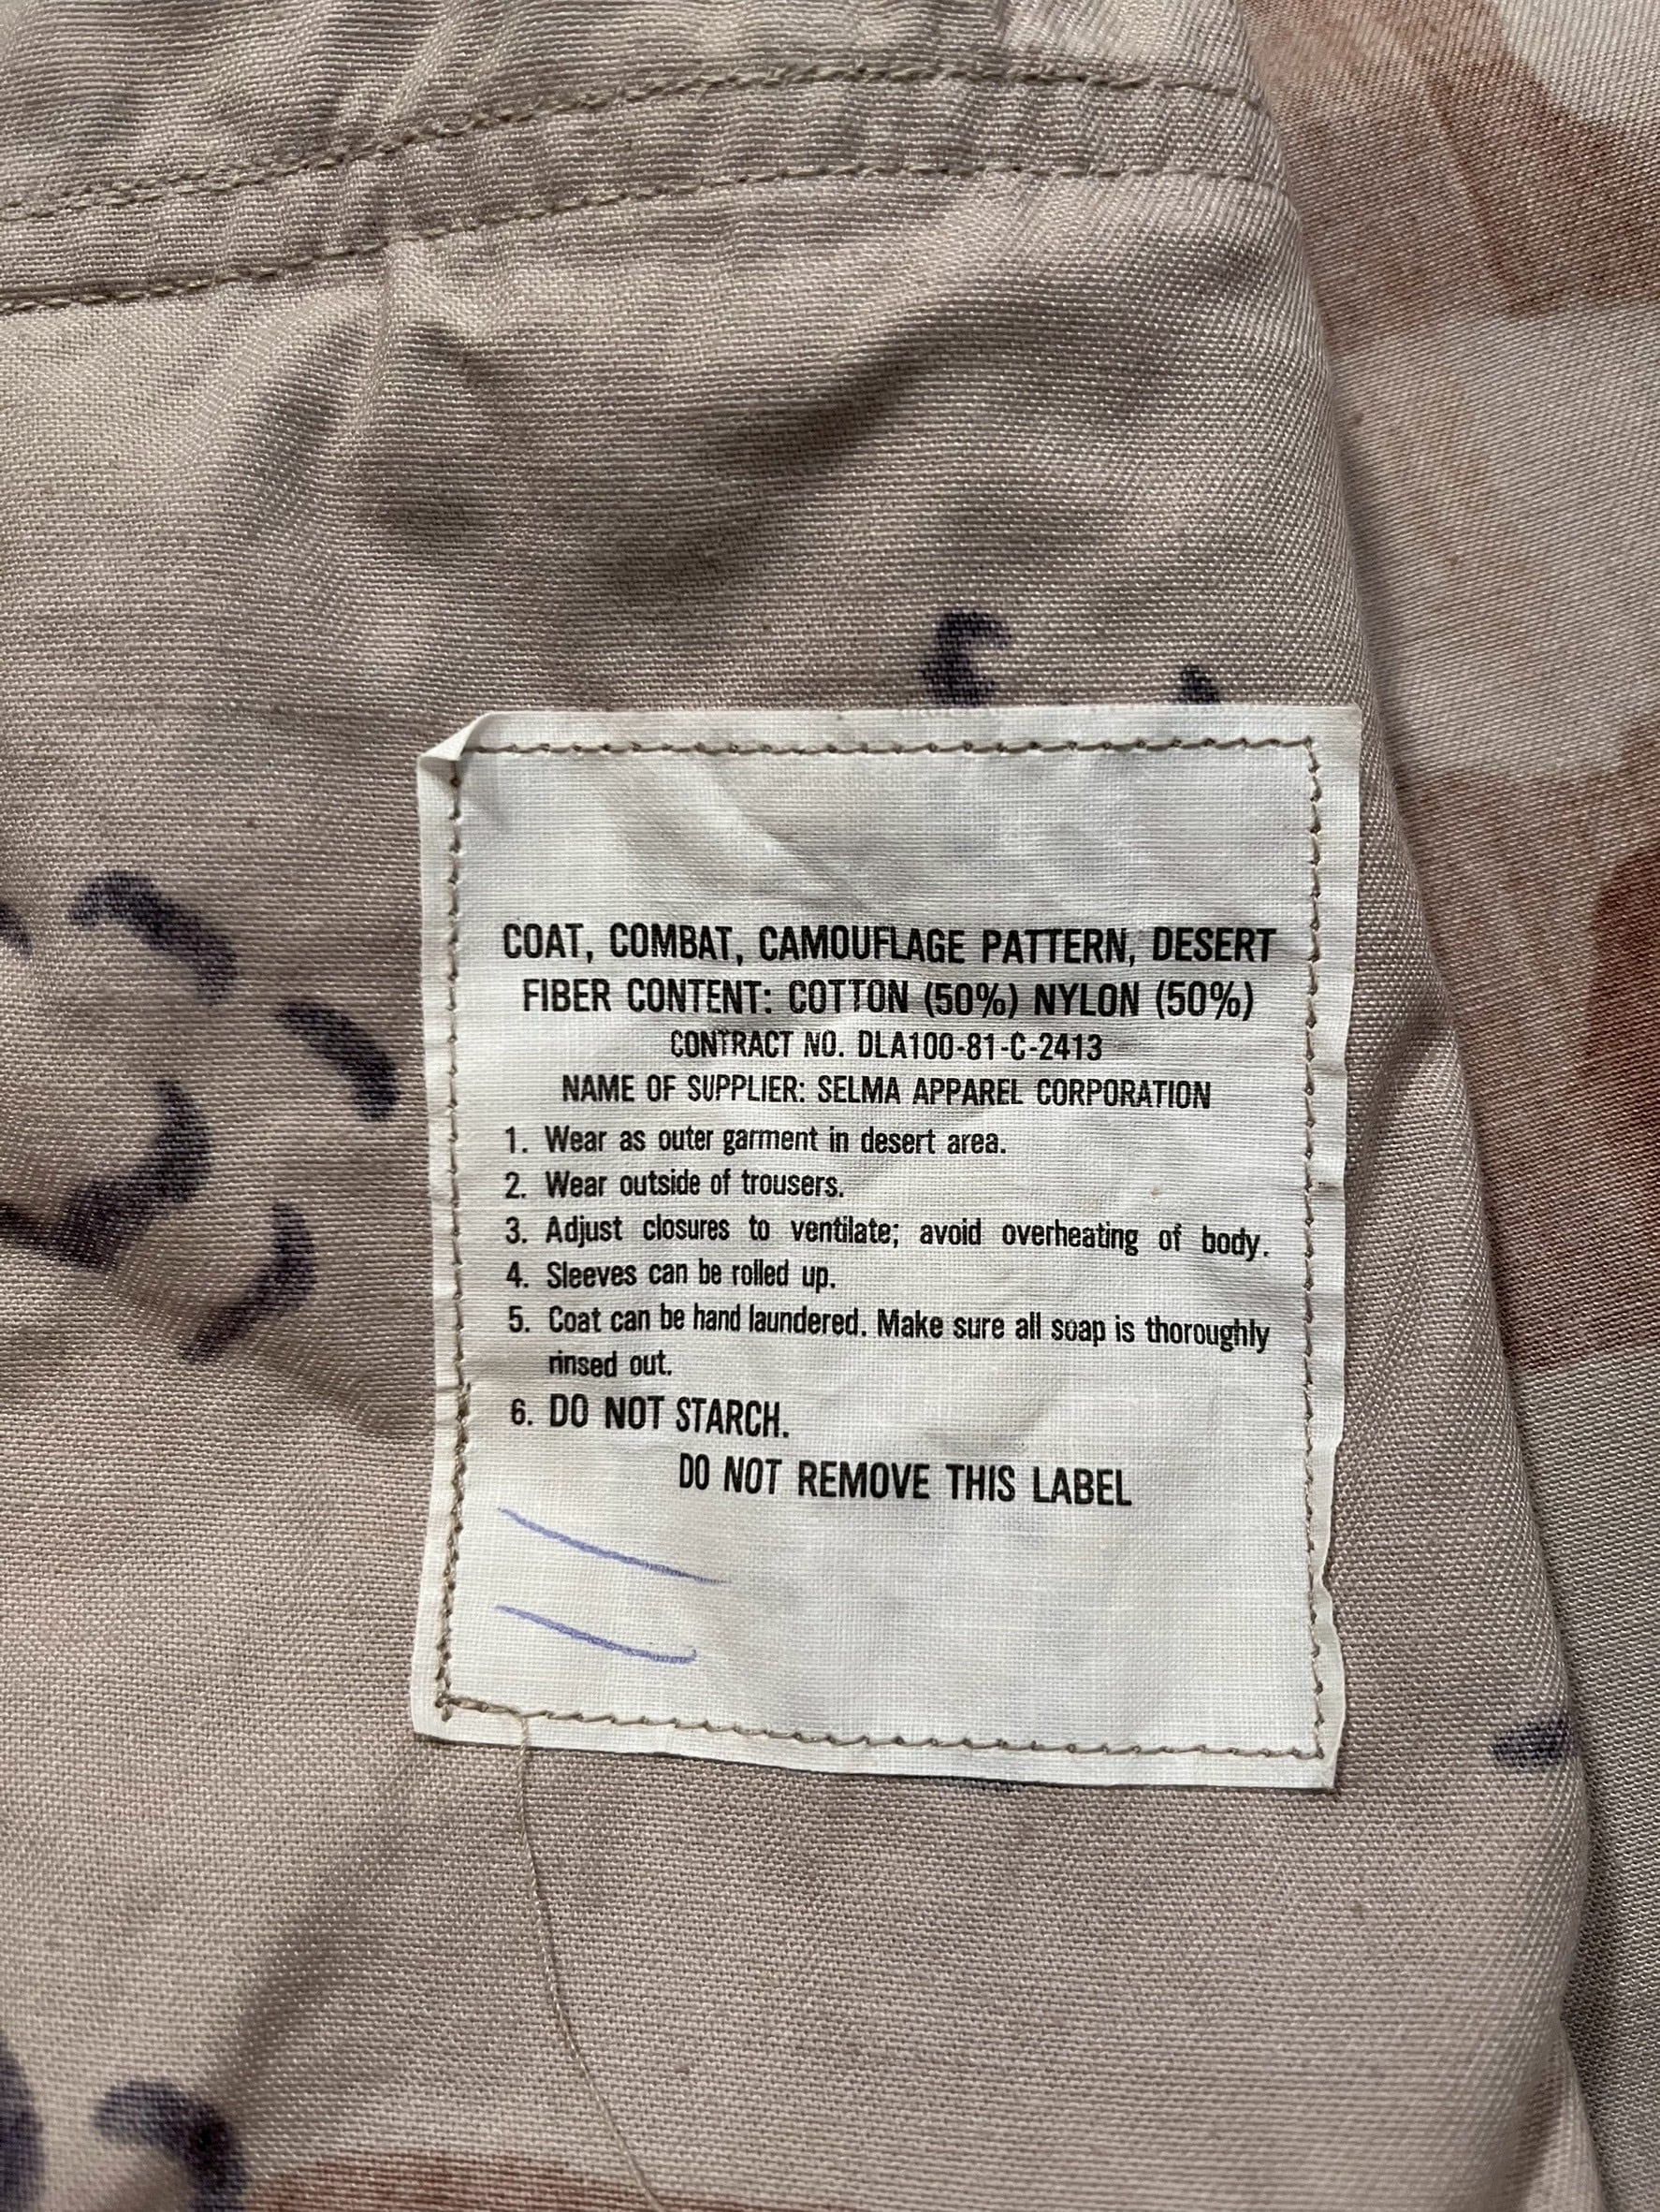 COAT, COMBAT, CAMOUFLAGE PATTERN, DESERT
FIBER CONTENT: COTTON (50%) NYLON (50%)
CONTRACT NO. DLA100-81-C-2413
NAME OF SUPPLIER: SELMA APPAREL CORPORATION
1. Wear as outer garment in desert area.
2. Wear outside of trousers.
3. Adjust closures to ventilate; avoid overheating of body.
4. Sleeves can be rolled up.
5. Coat can be hand laundered. Make sure all soap is thoroughly
rinsed out.
6. DO NOT STARCH.
DO NOT REMOVE THIS LABEL